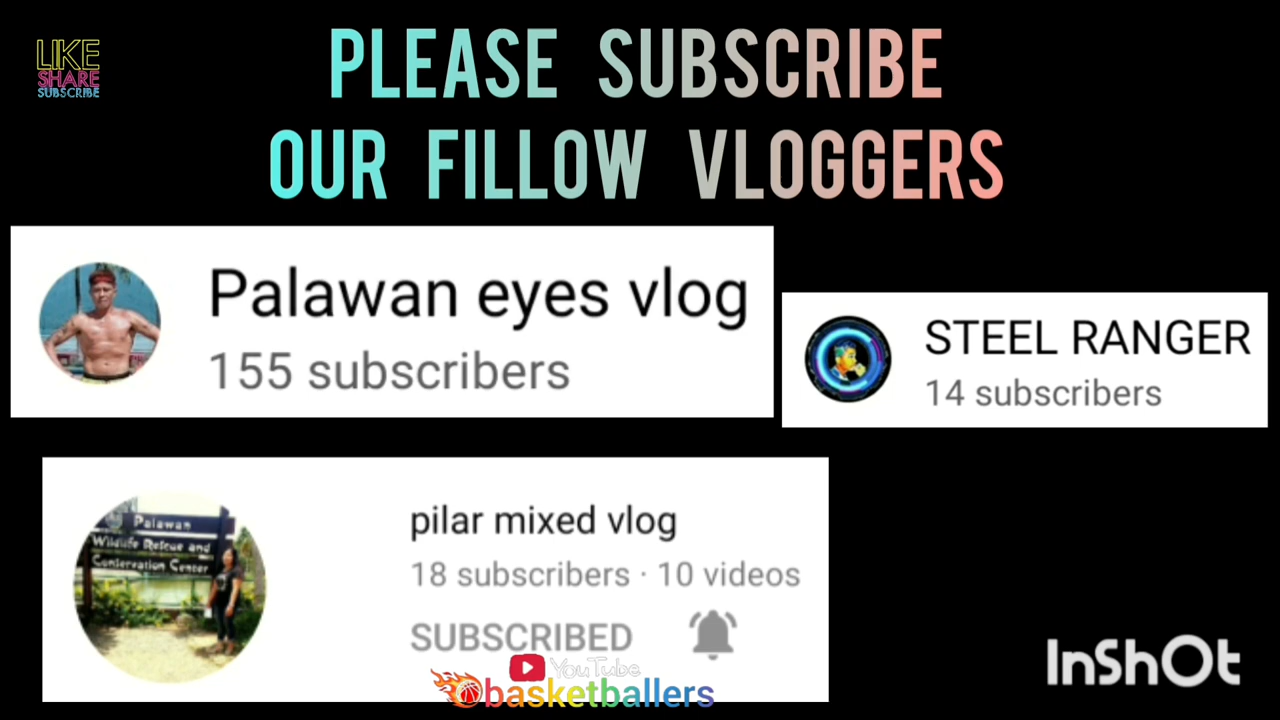 LIKE
SHARE
SUBSCRIBE
PLEASE SUBSCRIBE
OUR FILLOW VLOGGERS
Palawan eyes vlog
155 subscribers
STEEL RANGER
14 subscribers
Palawan
Wildlife Rescue and
Conservation Center
pilar mixed vlog
18 subscribers · 10 videos
SUBSCRIBED
YouTube
basketballers
InShOt